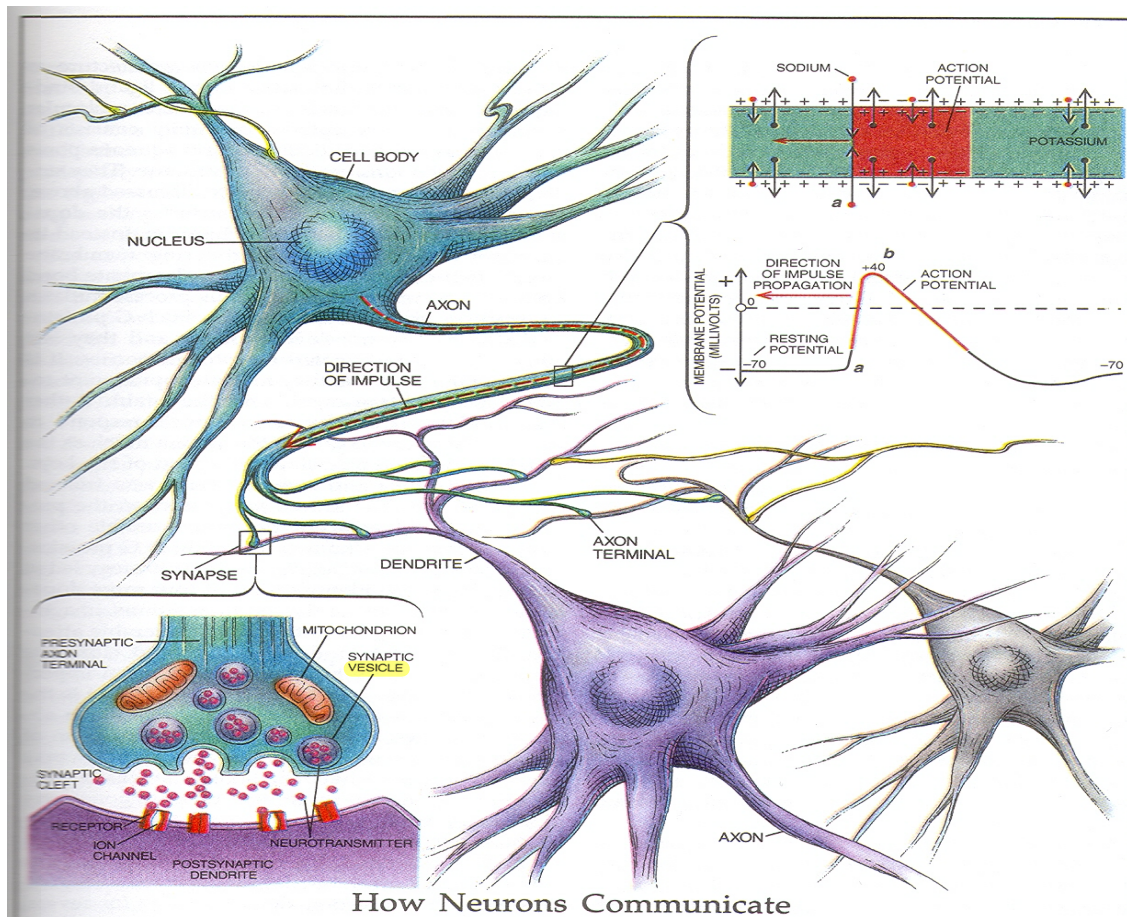 CELL BODY
NUCLEUS
AXON
DIRECTION
OF IMPULSE
SODIUM
ACTION
POTENTIAL
+ + + + + + + + + + + + + + + +
POTASSIUM
a
MEMBRANE POTENTIAL
(MILLIVOLTS)
+
0
−
DIRECTION
OF IMPULSE
PROPAGATION
b
+40
ACTION
POTENTIAL
RESTING
POTENTIAL
−70
a
−70
AXON
TERMINAL
DENDRITE
SYNAPSE
PRESYNAPTIC
AXON
TERMINAL
MITOCHONDRION
SYNAPTIC
VESICLE
SYNAPTIC
CLEFT
RECEPTOR
ION
CHANNEL
NEUROTRANSMITTER
POSTSYNAPTIC
DENDRITE
AXON
How Neurons Communicate